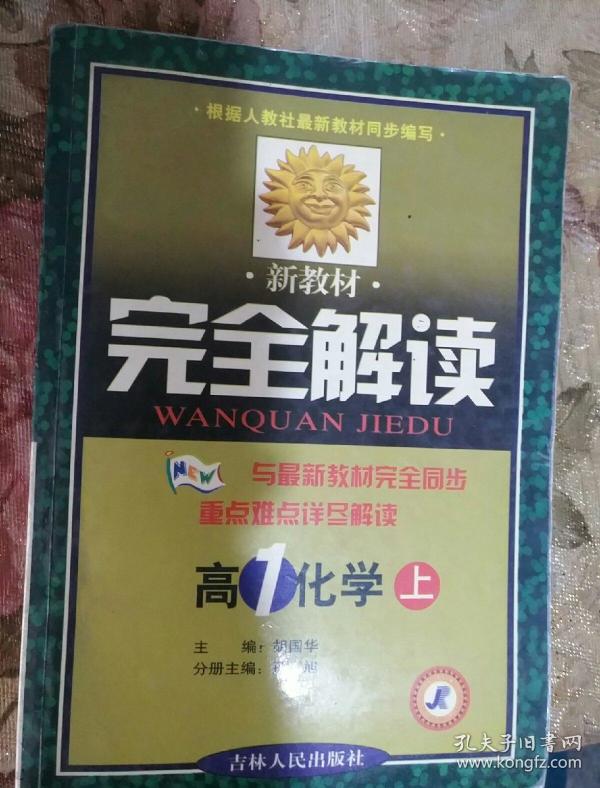 ·根据人教社最新教材同步编写·
·新教材·
完全解读
WANQUAN JIEDU
NEW
与最新教材完全同步
重点难点详尽解读
高1化学 上
主 编：胡国华
分册主编： 旭
吉林人民出版社
孔夫子旧书网
www.kongfz.com